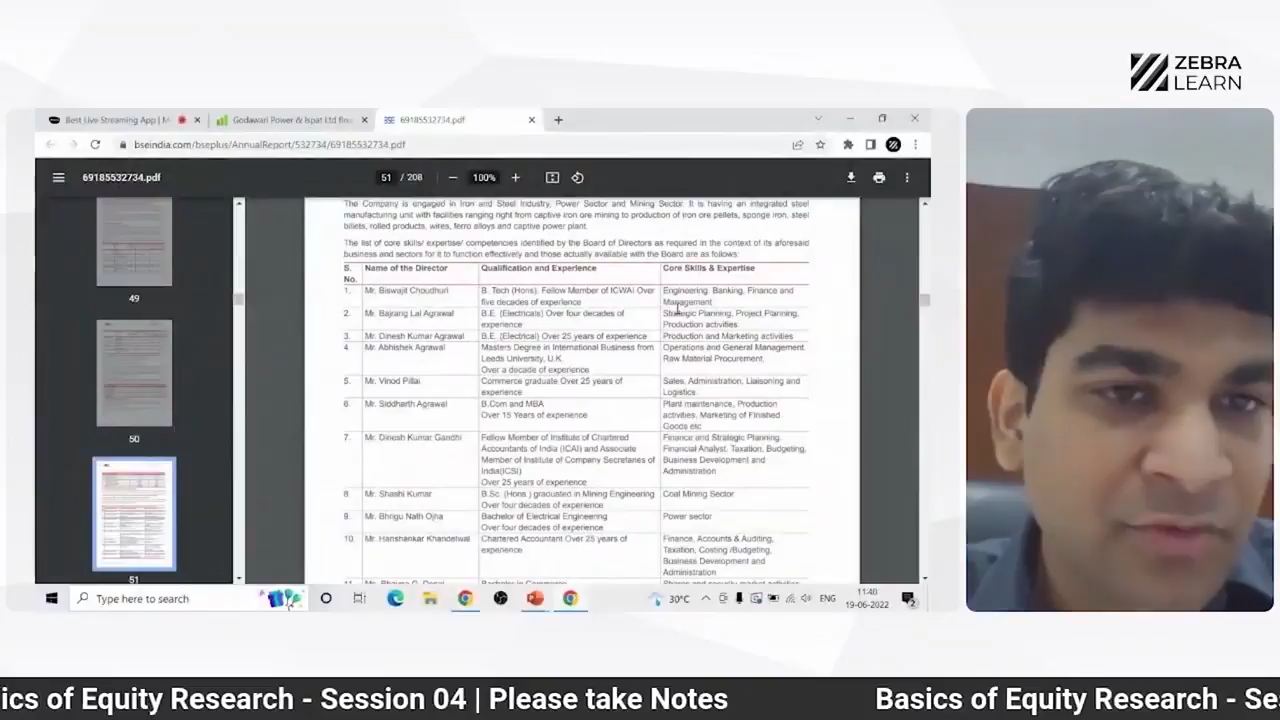 ZEBRA
LEARN
Best Live Streaming App | M
Godawari Power & Ispat Ltd fina
69185532734.pdf
bseindia.com/bseplus/AnnualReport/532734/69185532734.pdf
69185532734.pdf
51 / 208
100%
49
50
51
The Company is engaged in Iron and Steel Industry, Power Sector and Mining Sector. It is having an integrated steel
manufacturing unit with facilities ranging right from captive iron ore mining to production of iron ore pellets, sponge iron, steel
billets, rolled products, wires, ferro alloys and captive power plant.
The list of core skills/ expertise/ competencies identified by the Board of Directors as required in the context of its aforesaid
business and sectors for it to function effectively and those actually available with the Board are as follows:
S. No. Name of the Director Qualification and Experience Core Skills & Expertise
1. Mr. Biswajit Choudhuri B. Tech (Hons). Fellow Member of ICWAI Over Engineering, Banking, Finance and
five decades of experience Management
2. Mr. Bajrang Lal Agrawal B.E. (Electricals) Over four decades of Strategic Planning, Project Planning,
experience Production activities.
3. Mr. Dinesh Kumar Agrawal B.E. (Electrical) Over 25 years of experience Production and Marketing activities
4 Mr. Abhishek Agrawal Masters Degree in International Business from Operations and General Management.
Leeds University, U.K. Raw Material Procurement,
Over a decade of experience
5. Mr. Vinod Pillai Commerce graduate Over 25 years of Sales, Administration, Liaisoning and
experience Logistics.
6. Mr. Siddharth Agrawal B.Com and MBA Plant maintenance, Production
Over 15 Years of experience activities, Marketing of Finished
Goods etc
7. Mr. Dinesh Kumar Gandhi Fellow Member of Institute of Chartered Finance and Strategic Planning,
Accountants of India (ICAI) and Associate Financial Analyst, Taxation, Budgeting,
Member of Institute of Company Secretaries of Business Development and
India(ICSI) Administration
Over 25 years of experience
8 Mr. Shashi Kumar B.Sc. (Hons.) graduated in Mining Engineering Coal Mining Sector
Over four decades of experience
9. Mr. Bhrigu Nath Ojha Bachelor of Electrical Engineering Power sector
Over four decades of experience
10. Mr. Harishankar Khandelwal Chartered Accountant Over 25 years of Finance, Accounts & Auditing,
experience Taxation, Costing /Budgeting,
Business Development and
Administration
Type here to search
30°C
ENG
11:40
19-06-2022
2
ics of Equity Research - Session 04 | Please take Notes
Basics of Equity Research - Se